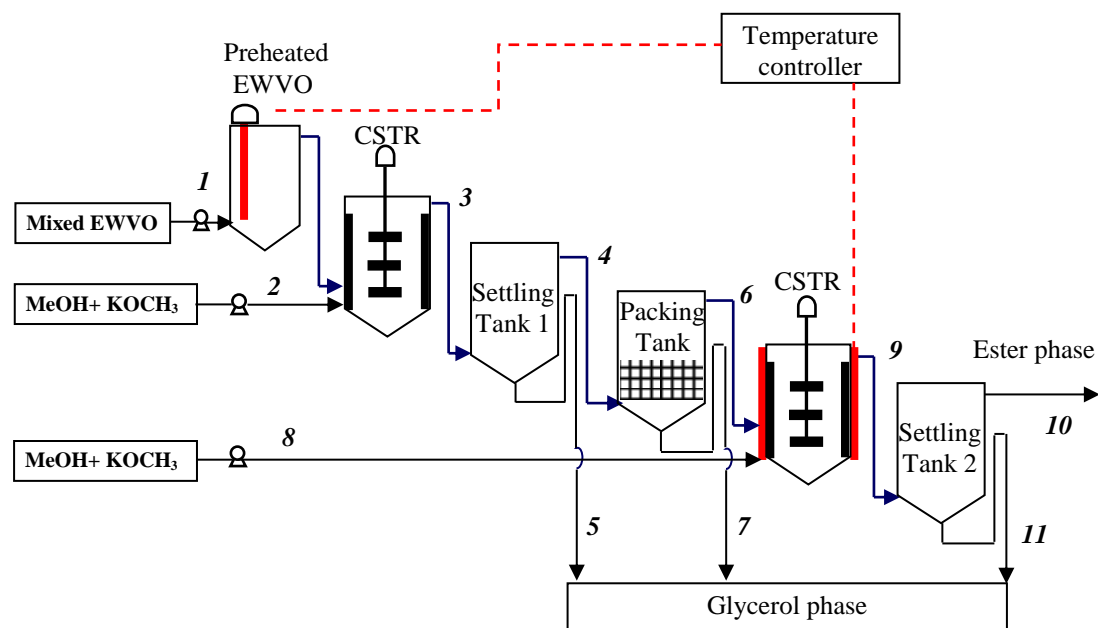 Preheated
EWVO
Temperature
controller
CSTR
1
3
Mixed EWVO
2
4
MeOH+ KOCH₃
Settling
Tank 1
Packing
Tank
6
CSTR
9
Ester phase
10
8
MeOH+ KOCH₃
Settling
Tank 2
5
7
11
Glycerol phase